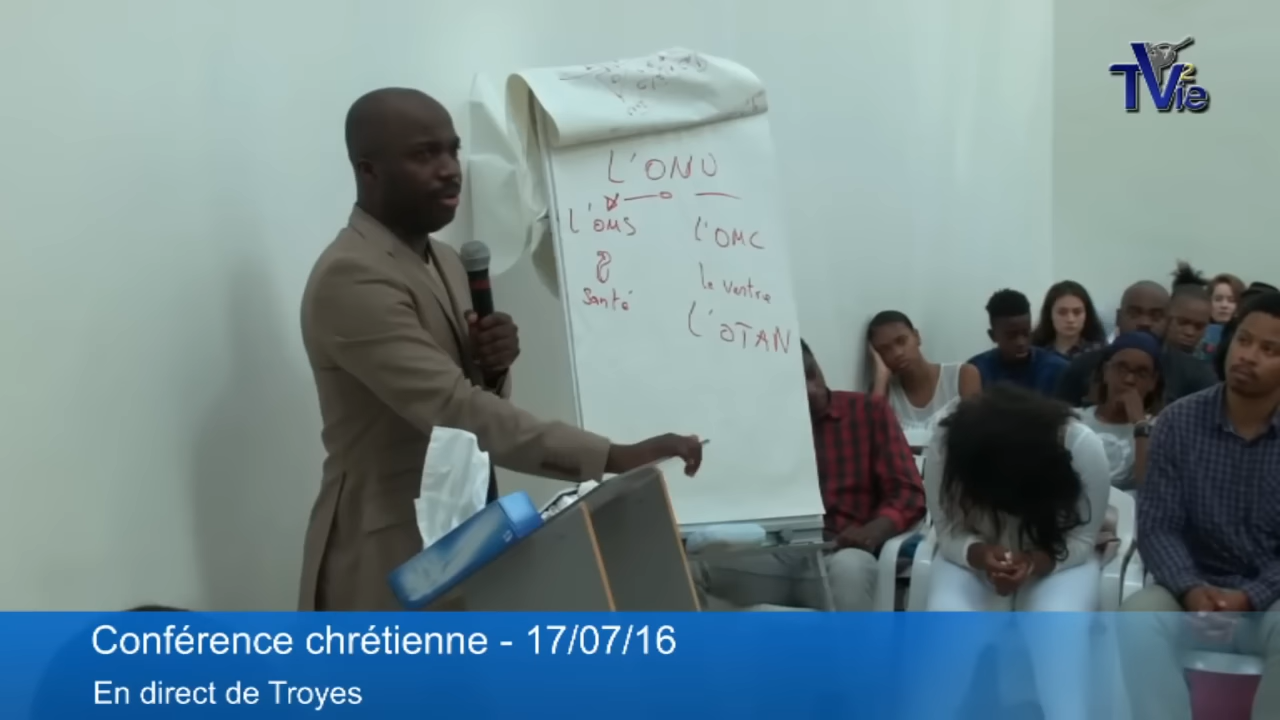 TV2Vie
L'ONU
L'OMS
L'OMC
Santé
le ventre
L'OTAN
Conférence chrétienne - 17/07/16
En direct de Troyes